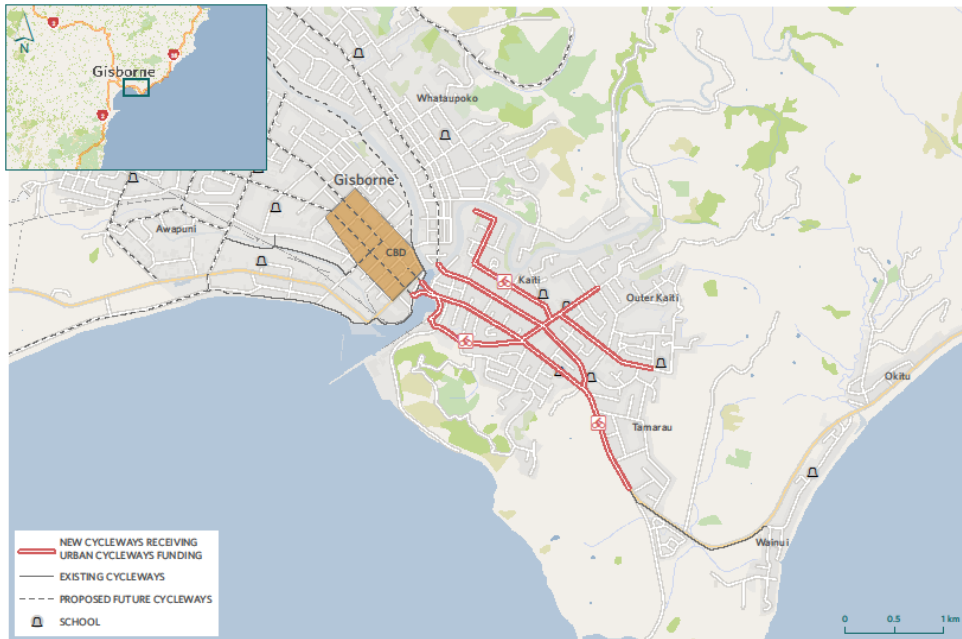 N
Gisborne
Whataupoko
Gisborne
Awapuni
CBD
Kaiti
Outer Kaiti
Okitu
Tamarau
Wainui
NEW CYCLEWAYS RECEIVING
URBAN CYCLEWAYS FUNDING
EXISTING CYCLEWAYS
PROPOSED FUTURE CYCLEWAYS
SCHOOL
0 0.5 1 km